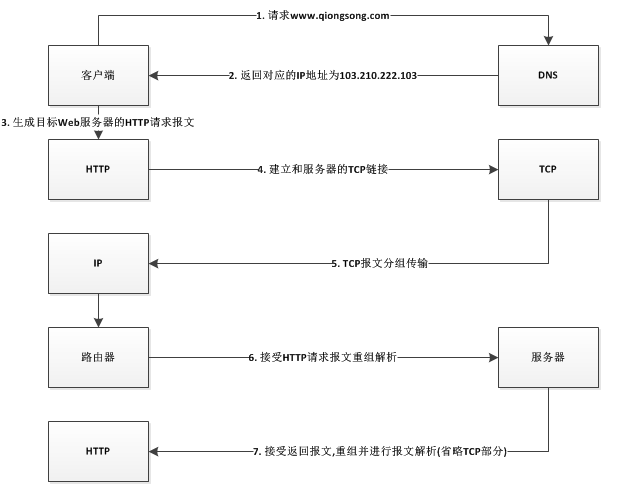 1. 请求www.qiongsong.com
客户端
DNS
2. 返回对应的IP地址为103.210.222.103
3. 生成目标Web服务器的HTTP请求报文
HTTP
4. 建立和服务器的TCP链接
TCP
IP
5. TCP报文分组传输
路由器
6. 接受HTTP请求报文重组解析
服务器
HTTP
7. 接受返回报文,重组并进行报文解析(省略TCP部分)